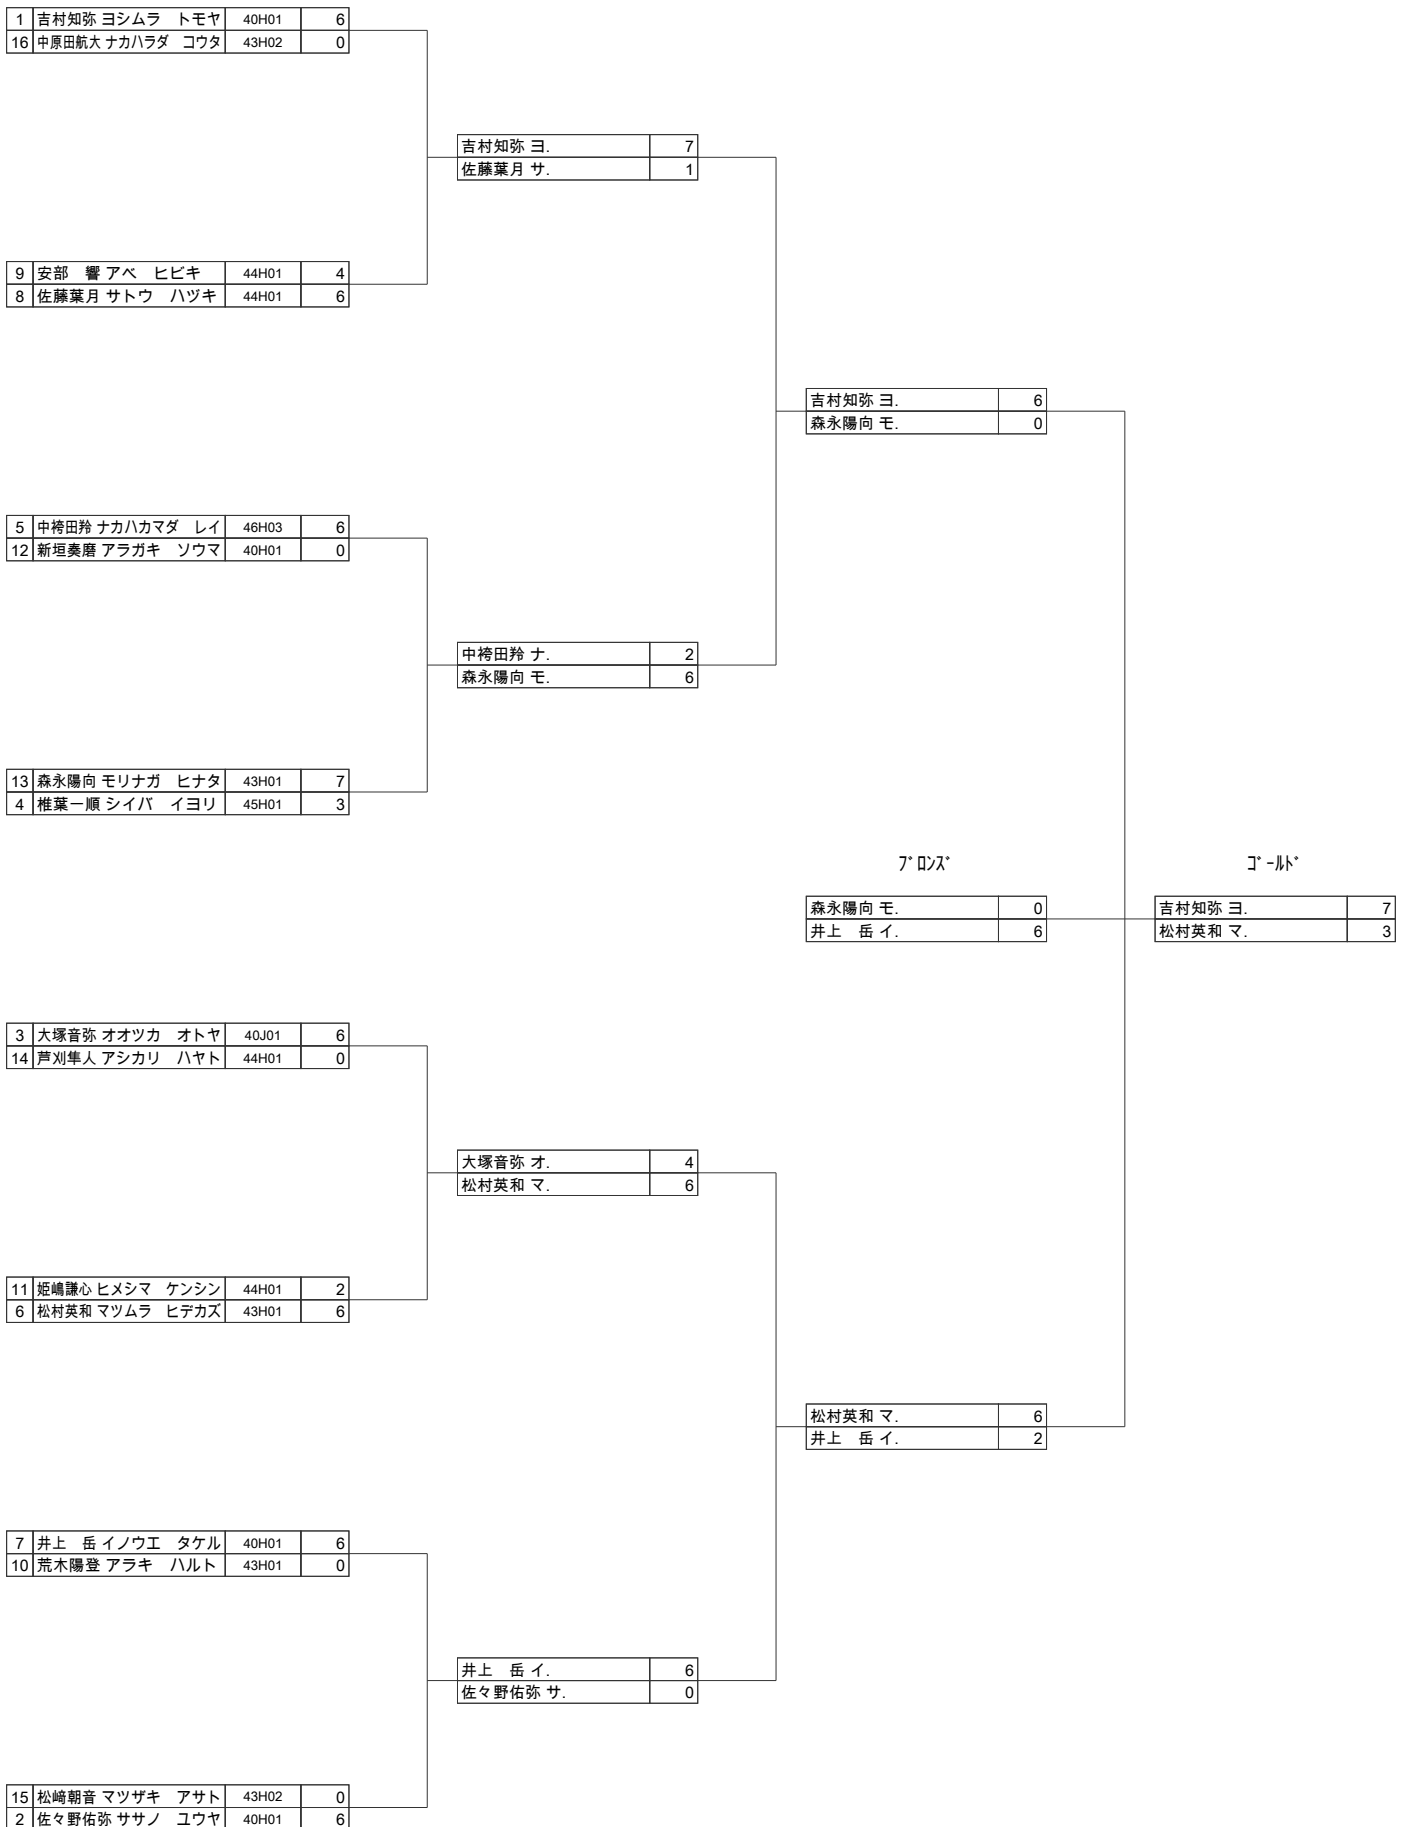 1 吉村知弥 ヨシムラ　トモヤ 40H01 6
16 中原田航大 ナカハラダ　コウタ 43H02 0
吉村知弥 ヨ. 7
佐藤葉月 サ. 1
9 安部　響 アベ　ヒビキ 44H01 4
8 佐藤葉月 サトウ　ハヅキ 44H01 6
吉村知弥 ヨ. 6
森永陽向 モ. 0
5 中袴田羚 ナカハカマダ　レイ 46H03 6
12 新垣奏磨 アラガキ　ソウマ 40H01 0
中袴田羚 ナ. 2
森永陽向 モ. 6
13 森永陽向 モリナガ　ヒナタ 43H01 7
4 椎葉一順 シイバ　イヨリ 45H01 3
ﾌﾞﾛﾝｽﾞ ｺﾞｰﾙﾄﾞ
森永陽向 モ. 0 吉村知弥 ヨ. 7
井上　岳 イ. 6 松村英和 マ. 3
3 大塚音弥 オオツカ　オトヤ 40J01 6
14 芦刈隼人 アシカリ　ハヤト 44H01 0
大塚音弥 オ. 4
松村英和 マ. 6
11 姫嶋謙心 ヒメシマ　ケンシン 44H01 2
6 松村英和 マツムラ　ヒデカズ 43H01 6
松村英和 マ. 6
井上　岳 イ. 2
7 井上　岳 イノウエ　タケル 40H01 6
10 荒木陽登 アラキ　ハルト 43H01 0
井上　岳 イ. 6
佐々野佑弥 サ. 0
15 松﨑朝音 マツザキ　アサト 43H02 0
2 佐々野佑弥 ササノ　ユウヤ 40H01 6